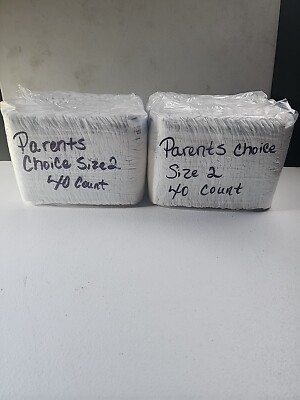 Parents
Choice Size 2
40 Count
Parents Choice
Size 2
40 Count